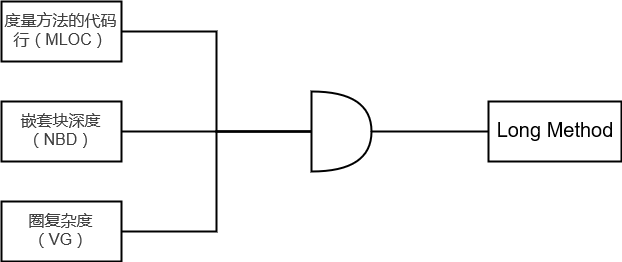 度量方法的代码
行（MLOC）
嵌套块深度
（NBD）
圈复杂度
（VG）
Long Method